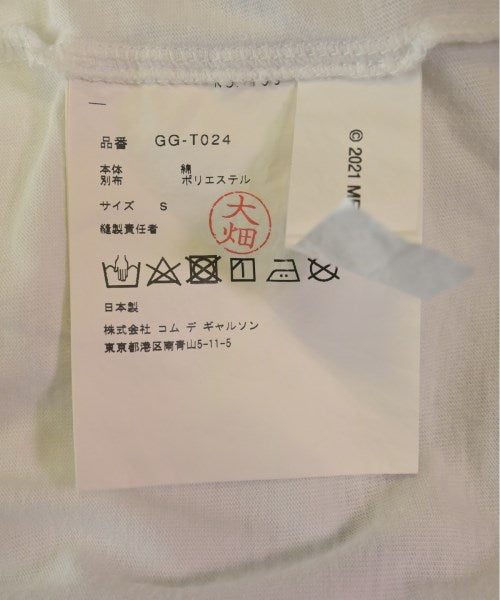 品番 GG-T024
本体 綿
別布 ポリエステル
サイズ S
縫製責任者
大畑
日本製
株式会社 コム デ ギャルソン
東京都港区南青山5-11-5
© 2021